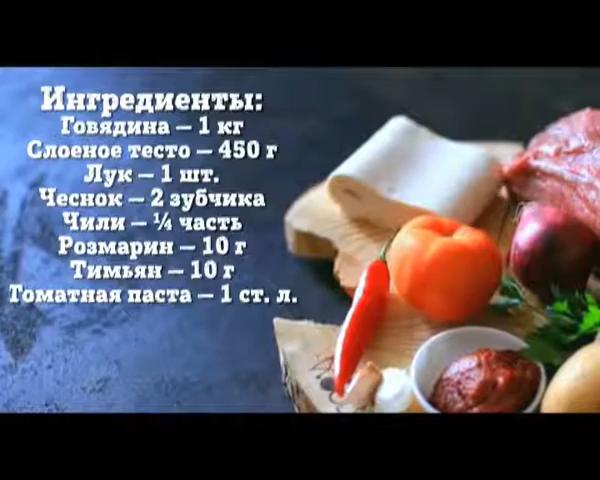 Ингредиенты:
Говядина – 1 кг
Слоеное тесто – 450 г
Лук – 1 шт.
Чеснок – 2 зубчика
Чили – ¼ часть
Розмарин – 10 г
Тимьян – 10 г
Томатная паста – 1 ст. л.